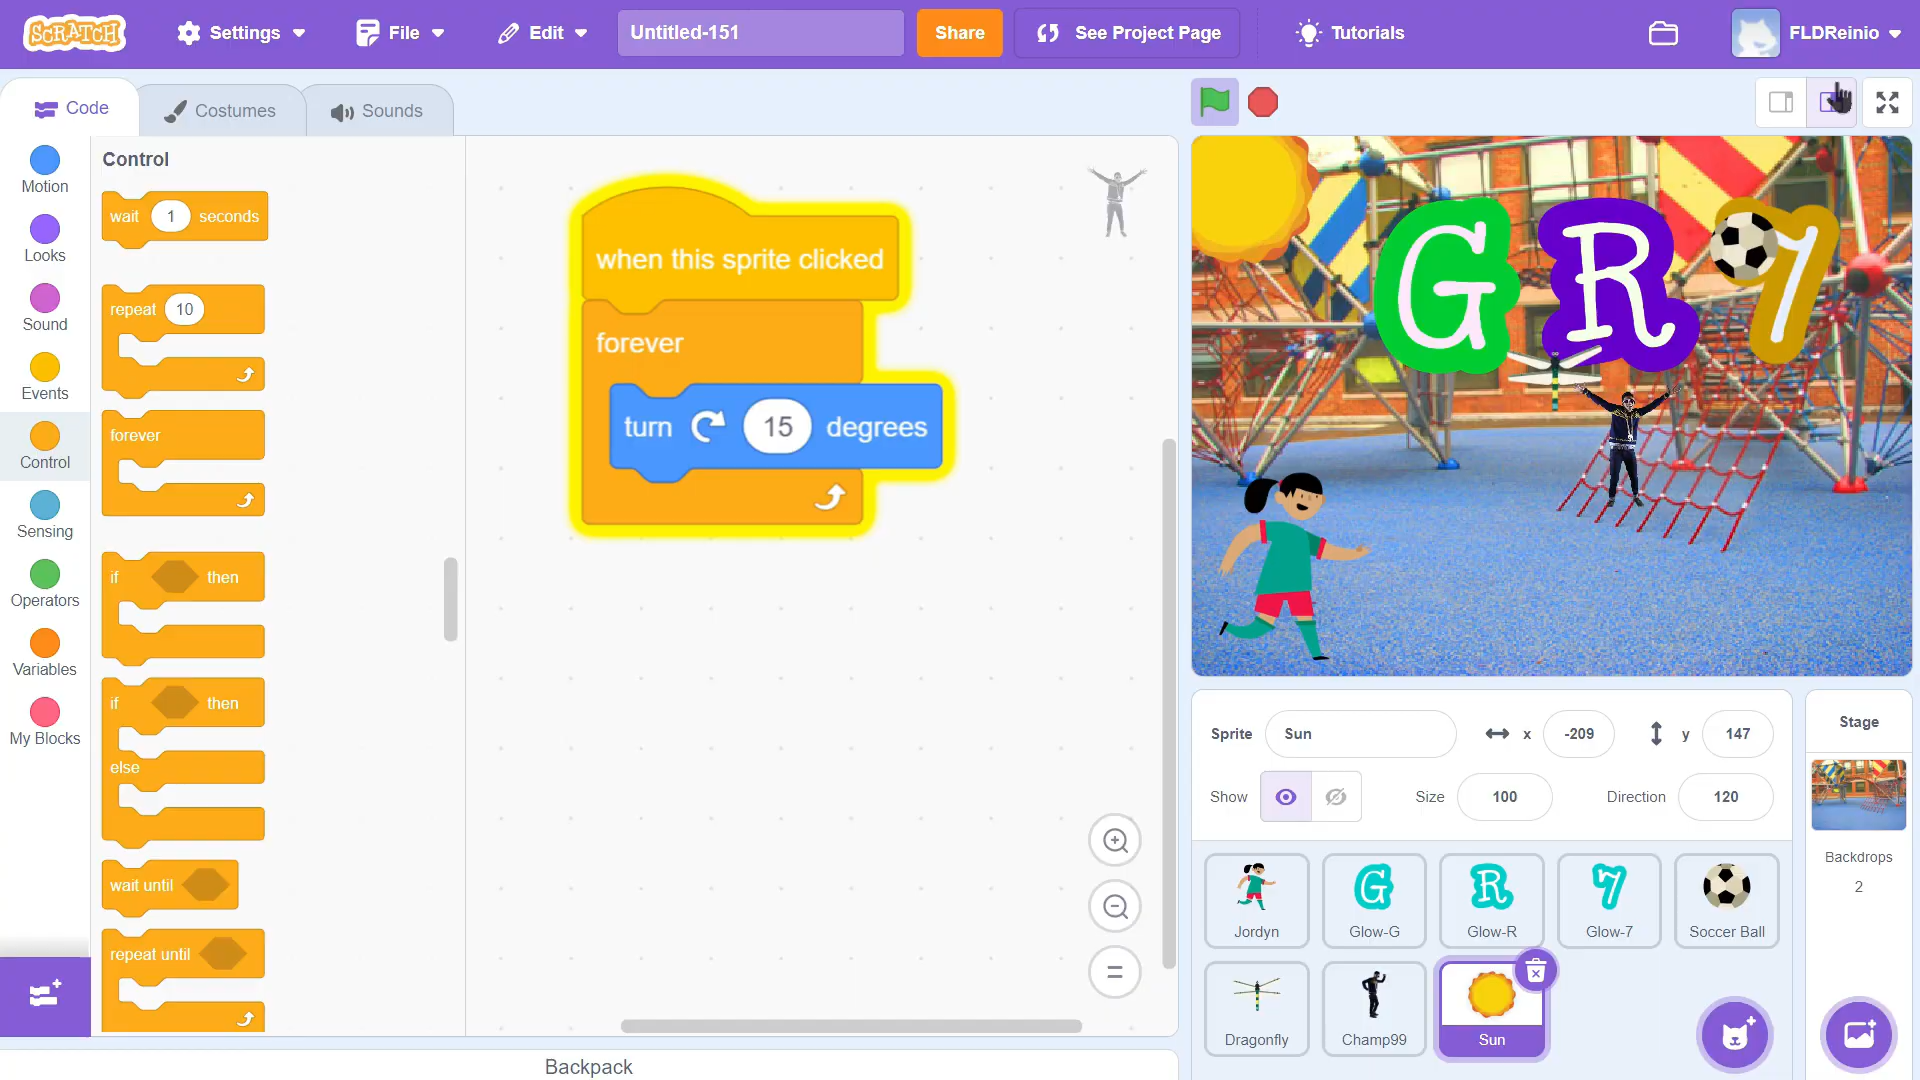 SCRATCH
Settings
File
Edit
Untitled-151
Share
See Project Page
Tutorials
FLDReinio
Code
Costumes
Sounds
Motion
Looks
Sound
Events
Control
Sensing
Operators
Variables
My Blocks
Control
wait 1 seconds
repeat 10
forever
if then
if then
else
wait until
repeat until
when this sprite clicked
forever
turn 15 degrees
Backpack
G R 7
Sprite Sun x -209 y 147
Show Size 100 Direction 120
Jordyn
G
Glow-G
R
Glow-R
7
Glow-7
Soccer Ball
Dragonfly
Champ99
Sun
Stage
Backdrops
2